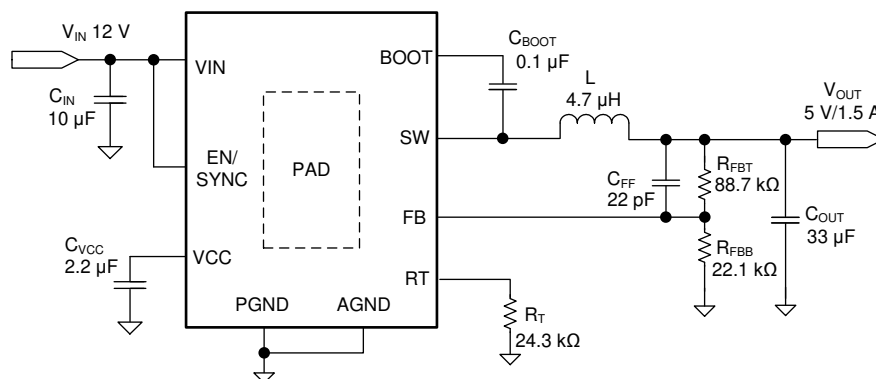 V_IN 12 V
C_IN
10 µF
VIN
EN/
SYNC
C_VCC
2.2 µF
VCC
PGND
AGND
PAD
BOOT
SW
FB
RT
C_BOOT
0.1 µF
L
4.7 µH
V_OUT
5 V/1.5 A
C_FF
22 pF
R_FBT
88.7 kΩ
R_FBB
22.1 kΩ
C_OUT
33 µF
R_T
24.3 kΩ